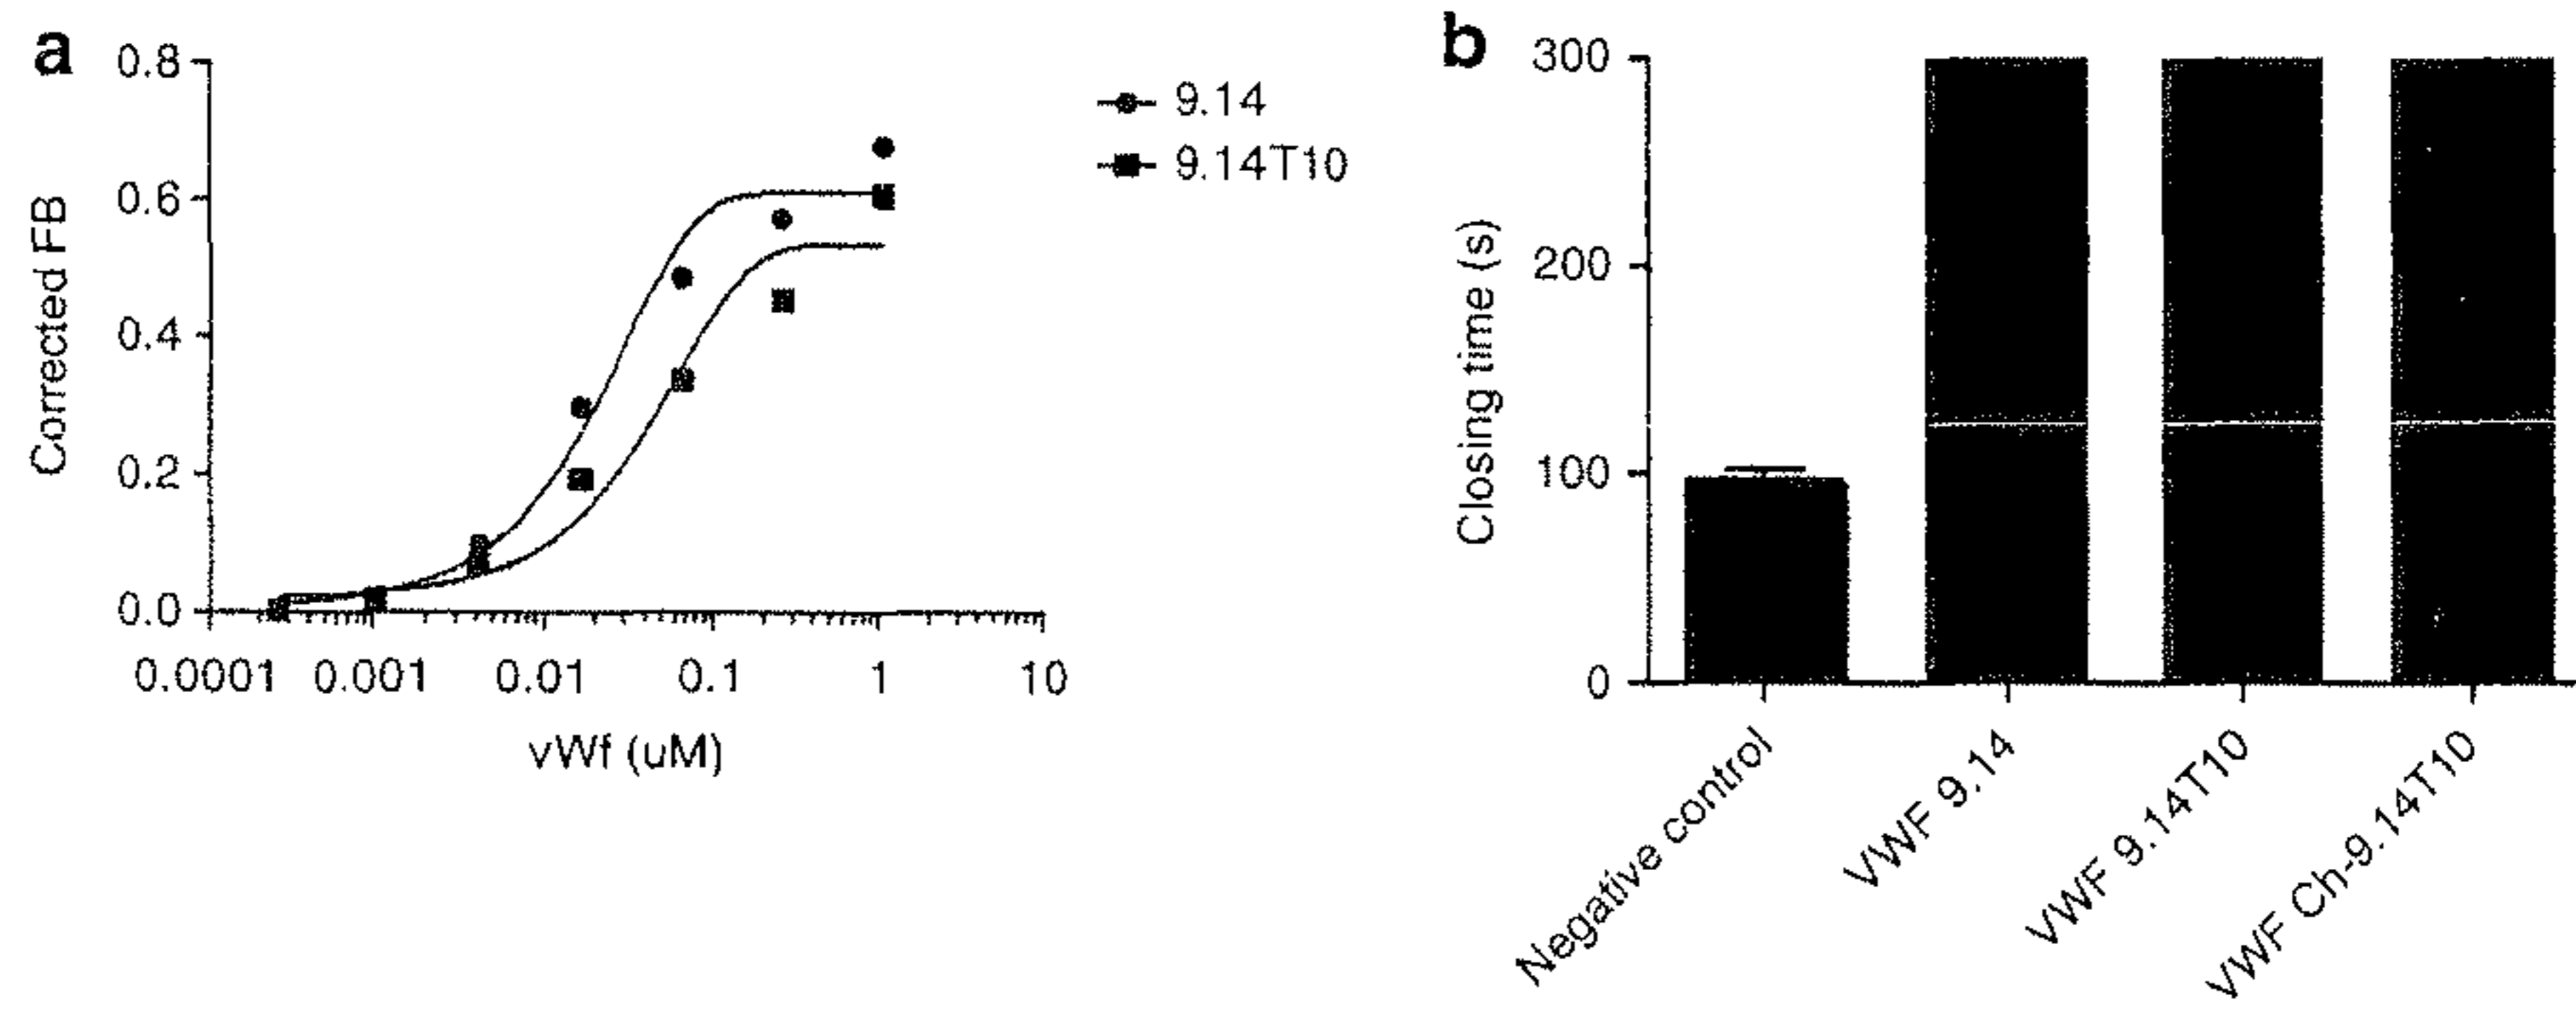 a
0.8
0.6
0.4
0.2
0.0
Corrected FB
0.0001 0.001 0.01 0.1 1 10
vWf (uM)
9.14
9.14T10
b
300
200
100
0
Closing time (s)
Negative control
VWF 9.14
VWF 9.14T10
VWF Ch-9.14T10